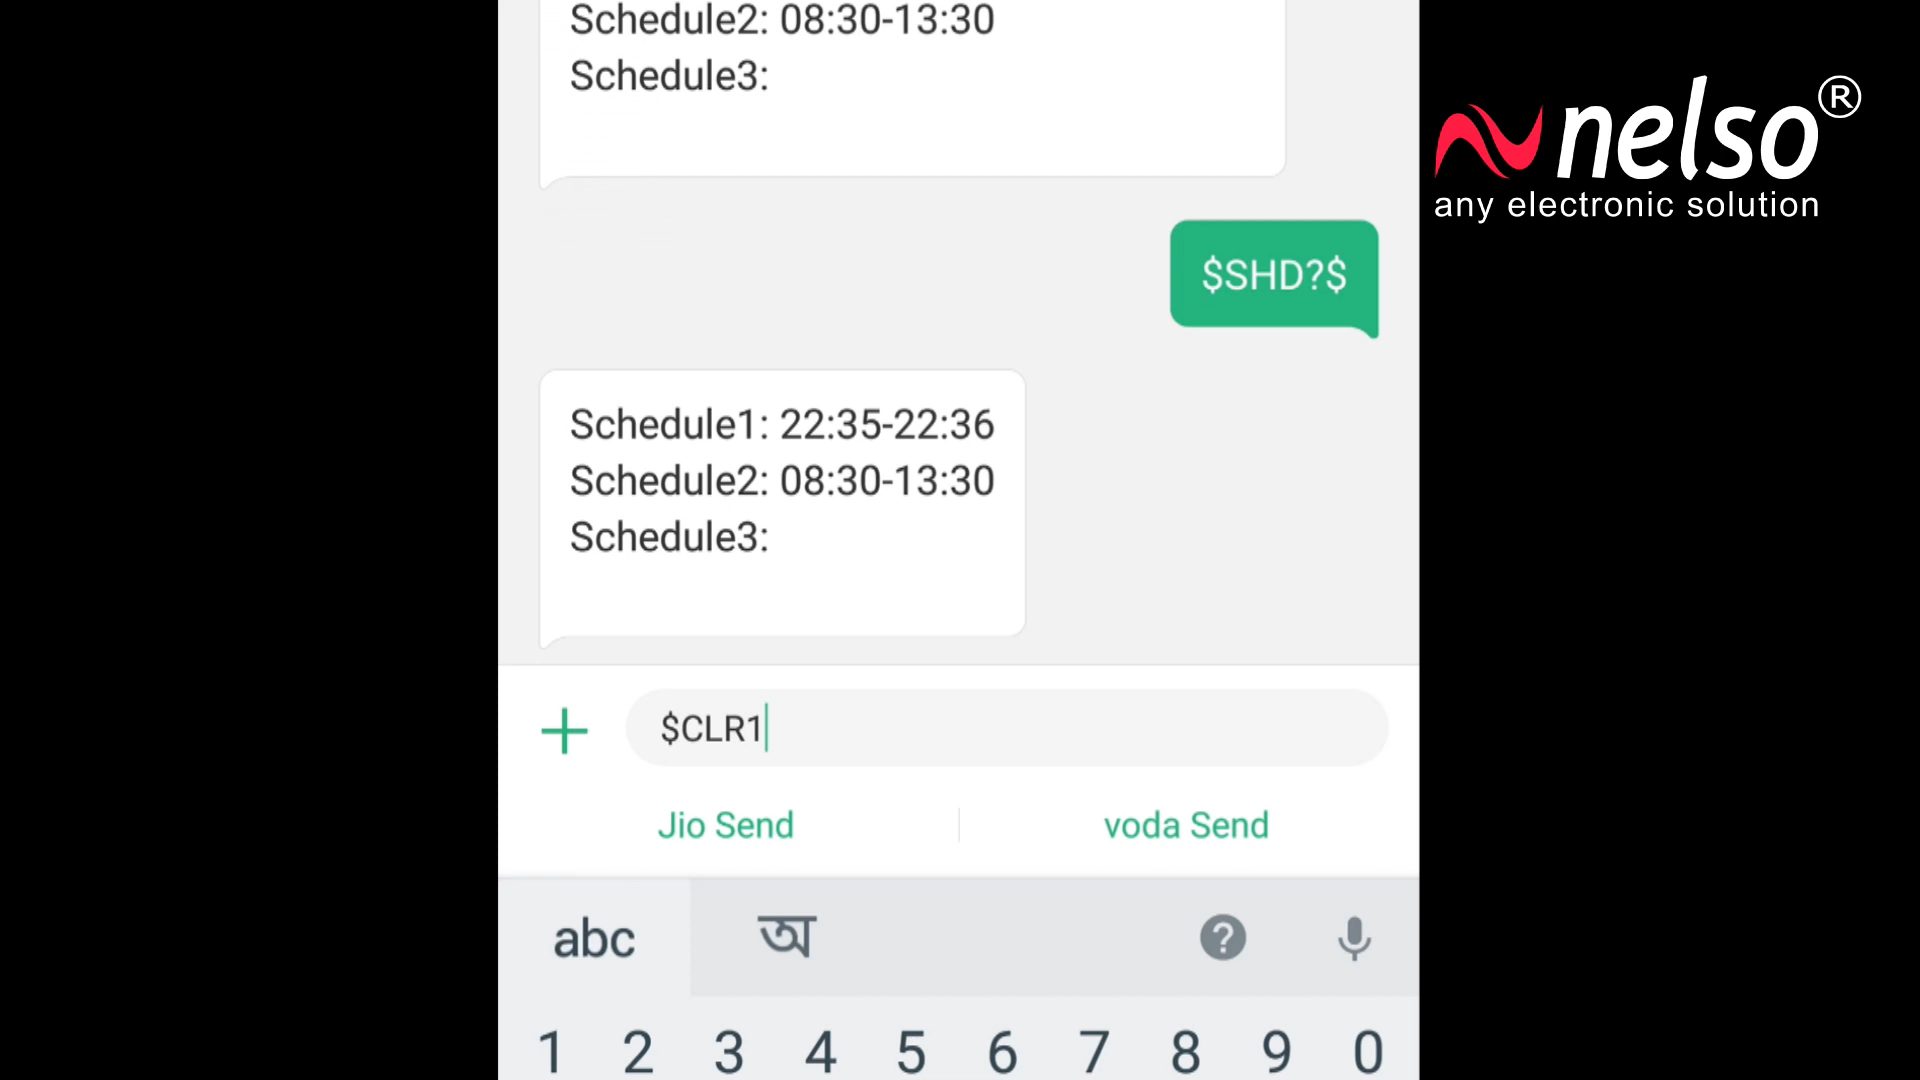 Schedule2: 08:30-13:30
Schedule3:
nelso®
any electronic solution
$SHD?$
Schedule1: 22:35-22:36
Schedule2: 08:30-13:30
Schedule3:
$CLR1
Jio Send
voda Send
abc অ
1 2 3 4 5 6 7 8 9 0